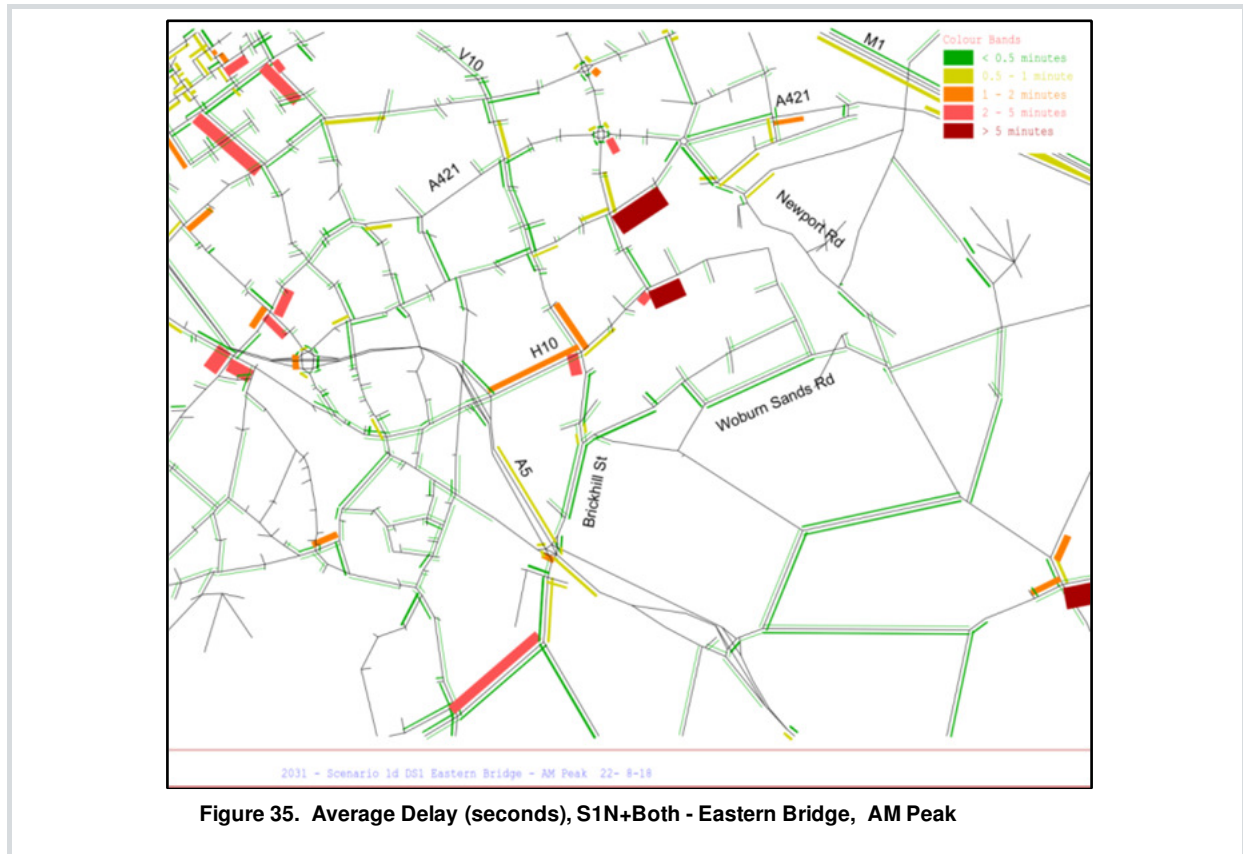 V10
M1
Colour Bands
< 0.5 minutes
0.5 - 1 minute
1 - 2 minutes
2 - 5 minutes
> 5 minutes
A421
A421
Newport Rd
H10
Woburn Sands Rd
A5
Brickhill St
2031 - Scenario 1d DS1 Eastern Bridge - AM Peak 22- 8-18
Figure 35. Average Delay (seconds), S1N+Both - Eastern Bridge, AM Peak